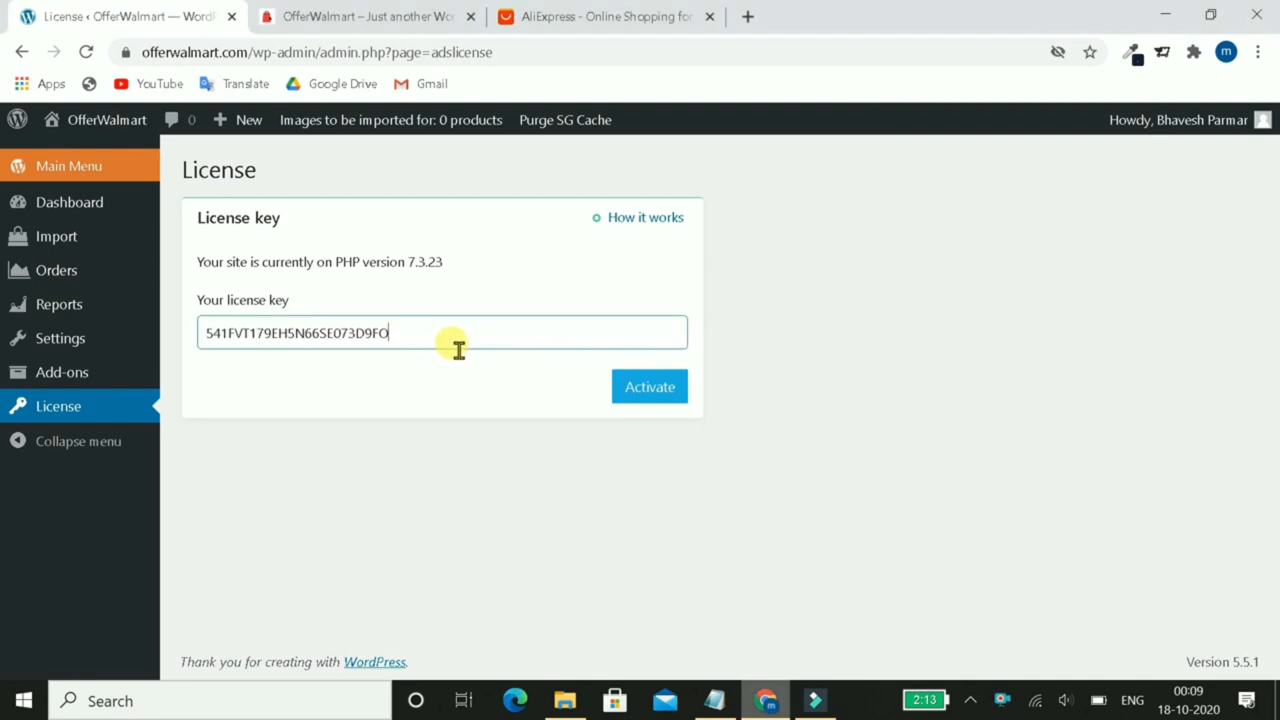 License ‹ OfferWalmart — WordP
OfferWalmart – Just another Wo
AliExpress - Online Shopping for
offerwalmart.com/wp-admin/admin.php?page=adslicense
m
Apps
YouTube
Translate
Google Drive
Gmail
OfferWalmart
0
New
Images to be imported for: 0 products
Purge SG Cache
Howdy, Bhavesh Parmar
Main Menu
Dashboard
Import
Orders
Reports
Settings
Add-ons
License
Collapse menu
License
License key
How it works
Your site is currently on PHP version 7.3.23
Your license key
541FVT179EH5N66SE073D9FO
Activate
Thank you for creating with WordPress.
Version 5.5.1
Search
m
2:13
ENG
00:09
18-10-2020